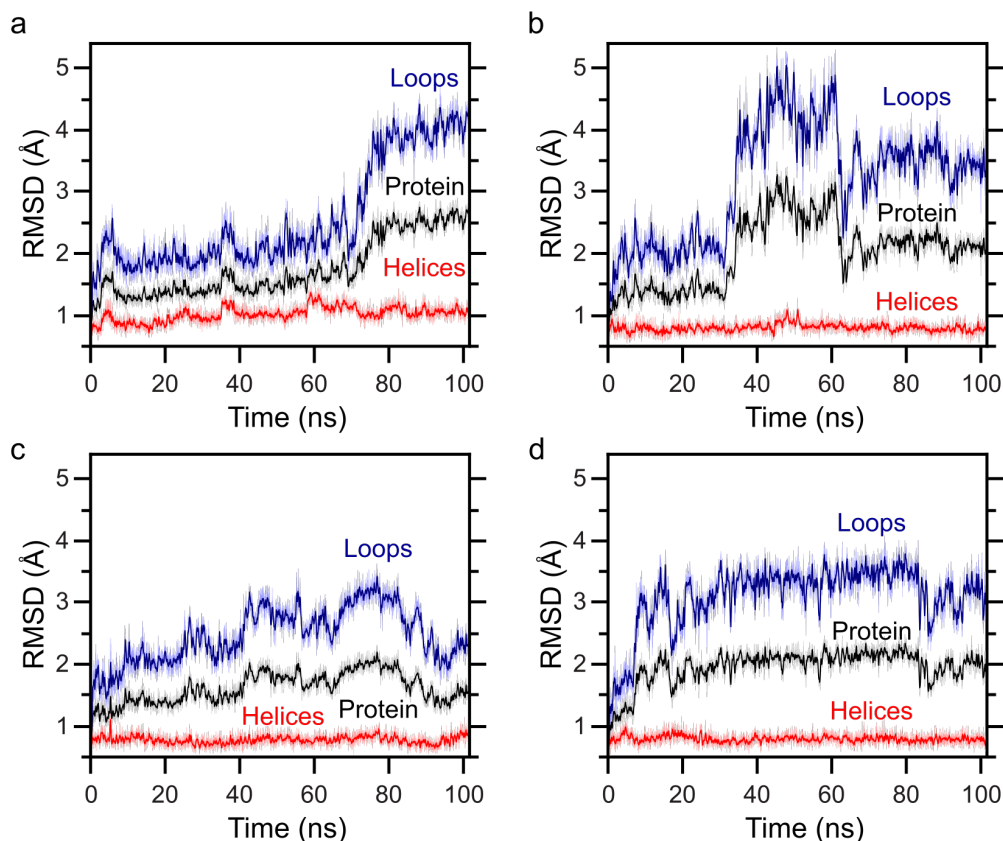 a
5
4
3
2
1
RMSD (Å)
Loops
Protein
Helices
0 20 40 60 80 100
Time (ns)
b
5
4
3
2
1
RMSD (Å)
Loops
Protein
Helices
0 20 40 60 80 100
Time (ns)
c
5
4
3
2
1
RMSD (Å)
Loops
Helices
Protein
0 20 40 60 80 100
Time (ns)
d
5
4
3
2
1
RMSD (Å)
Loops
Protein
Helices
0 20 40 60 80 100
Time (ns)